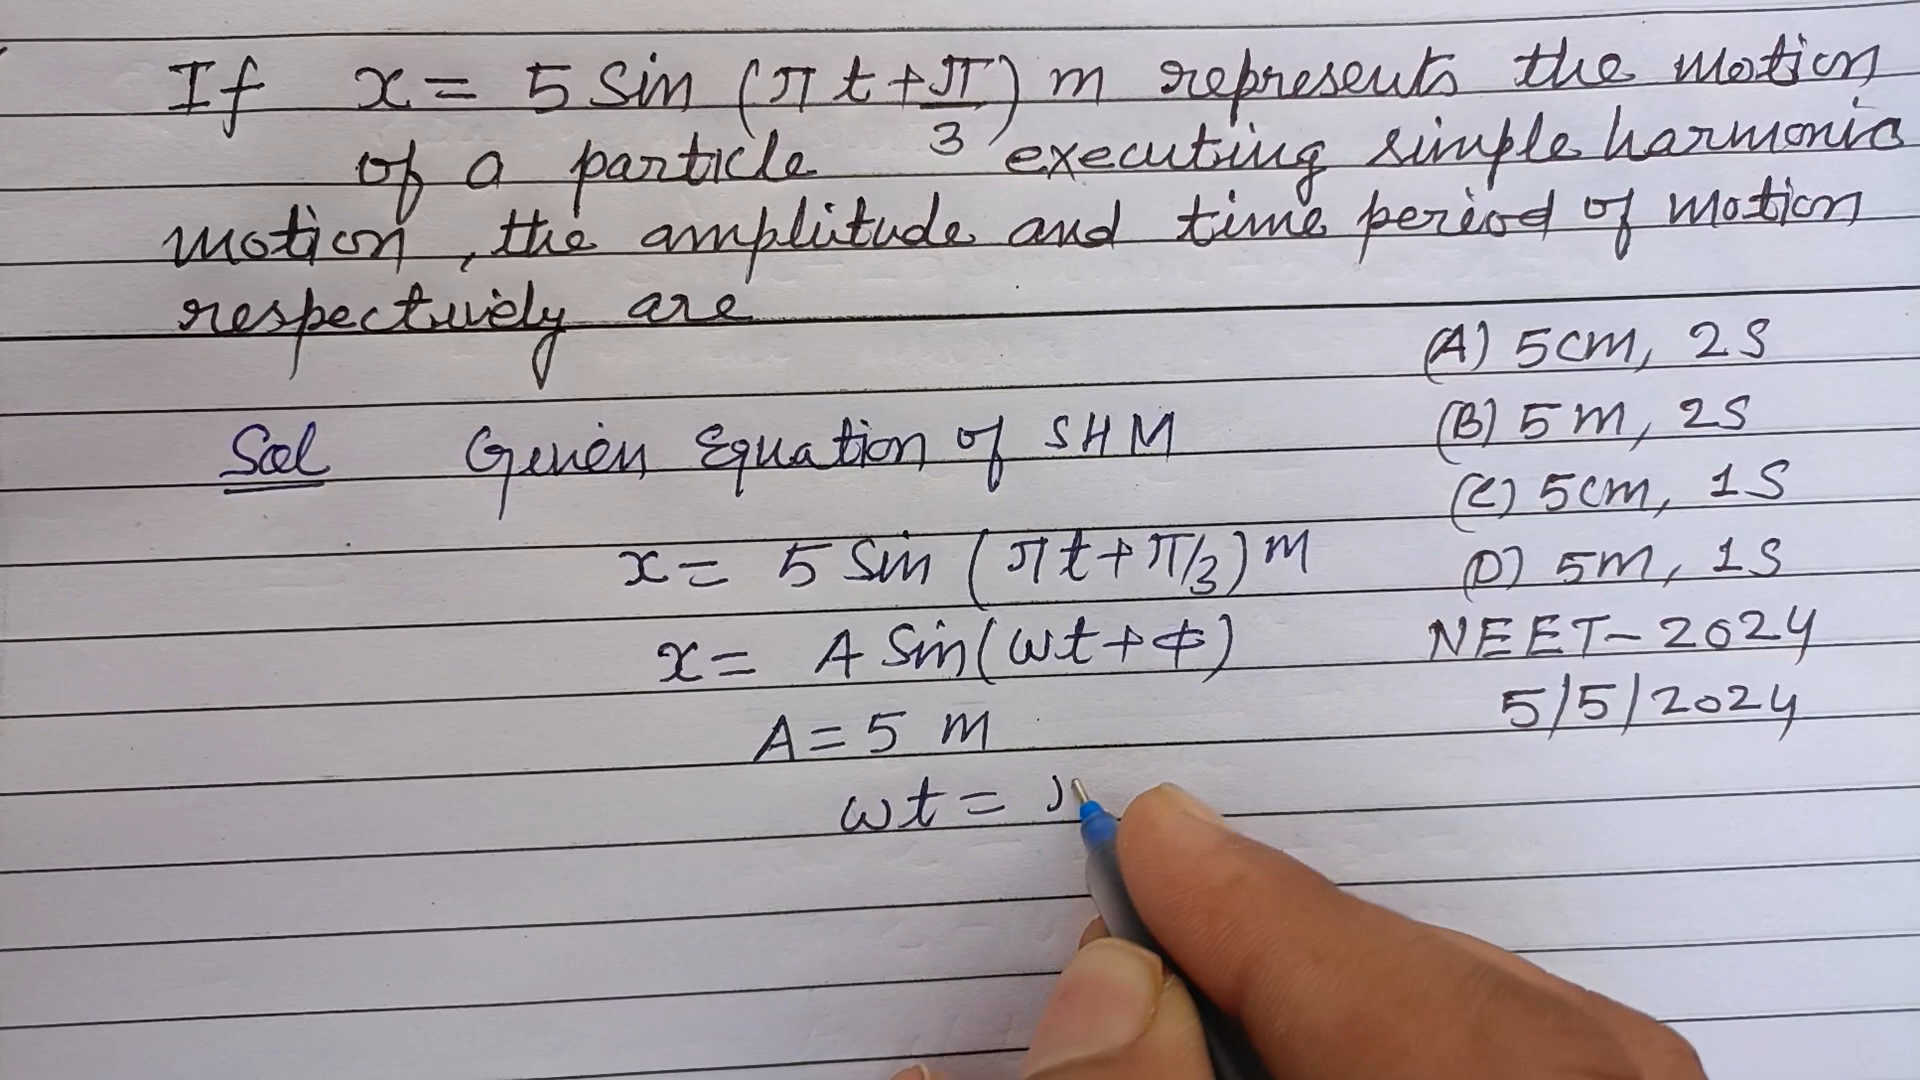 If x = 5 Sin (π t + π/3) m represents the motion
of a particle executing simple harmonic
motion, the amplitude and time period of motion
respectively are
(A) 5cm, 2S
(B) 5m, 2S
(C) 5cm, 1S
(D) 5m, 1S
NEET-2024
5/5/2024
Sol Given Equation of SHM
x = 5 Sin (πt + π/3) m
x = A Sin (ωt + ϕ)
A = 5 m
ωt =